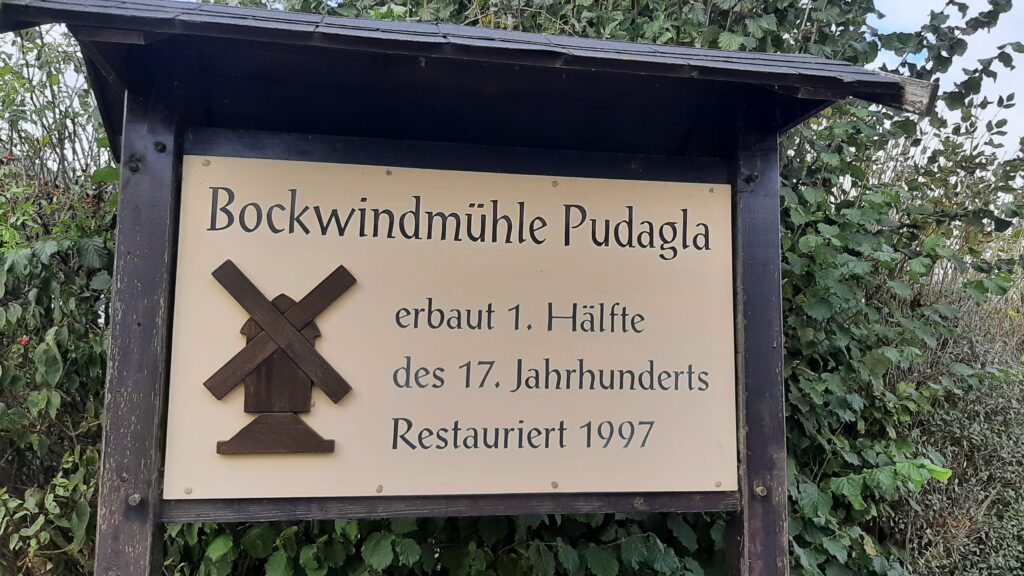 Bockwindmühle Pudagla
erbaut 1. Hälfte
des 17. Jahrhunderts
Restauriert 1997